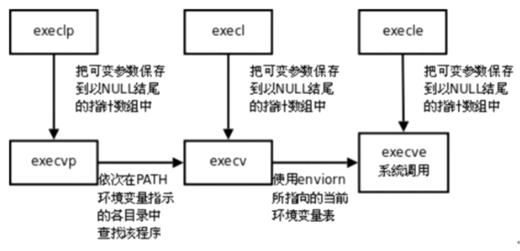 execlp
execl
execle
把可变参数保存
到以NULL结尾
的指针数组中
把可变参数保存
到以NULL结尾
的指针数组中
把可变参数保存
到以NULL结尾
的指针数组中
execvp
execv
execve
系统调用
依次在PATH
环境变量指示
的各目录中
查找该程序
使用enviorn
所指向的当前
环境变量表